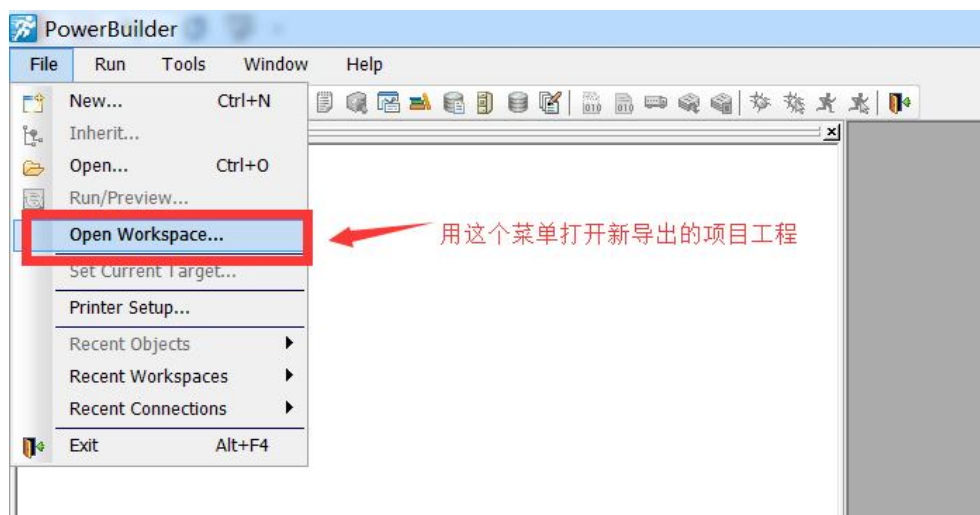 PowerBuilder
File Run Tools Window Help
New... Ctrl+N
Inherit...
Open... Ctrl+O
Run/Preview...
Open Workspace...
用这个菜单打开新导出的项目工程
Set Current Target...
Printer Setup...
Recent Objects
Recent Workspaces
Recent Connections
Exit Alt+F4